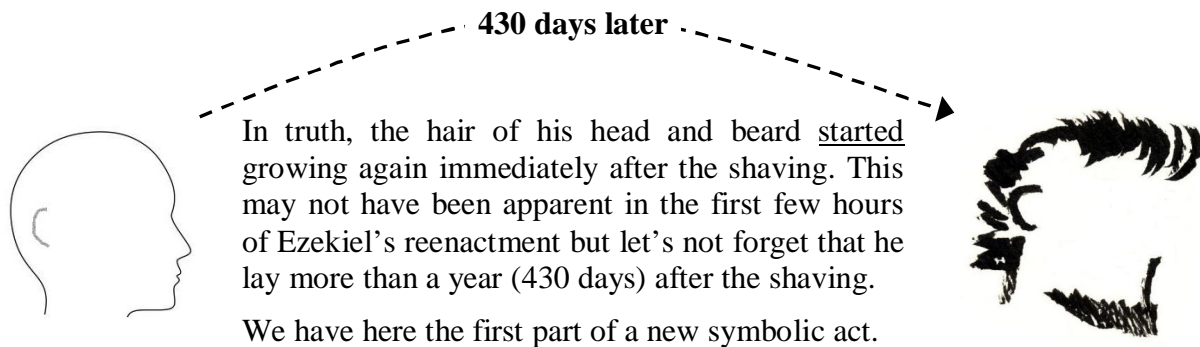 430 days later
In truth, the hair of his head and beard started
growing again immediately after the shaving. This
may not have been apparent in the first few hours
of Ezekiel’s reenactment but let’s not forget that he
lay more than a year (430 days) after the shaving.
We have here the first part of a new symbolic act.